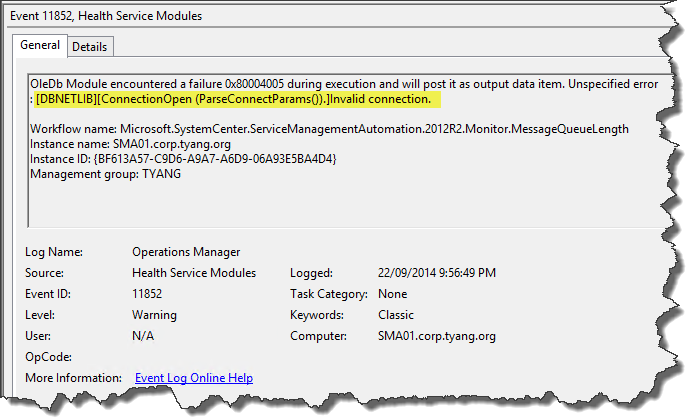 Event 11852, Health Service Modules
General Details
OleDb Module encountered a failure 0x80004005 during execution and will post it as output data item. Unspecified error
: [DBNETLIB][ConnectionOpen (ParseConnectParams()).]Invalid connection.
Workflow name: Microsoft.SystemCenter.ServiceManagementAutomation.2012R2.Monitor.MessageQueueLength
Instance name: SMA01.corp.tyang.org
Instance ID: {BF613A57-C9D6-A9A7-A6D9-06A93E5BA4D4}
Management group: TYANG
Log Name: Operations Manager
Source: Health Service Modules Logged: 22/09/2014 9:56:49 PM
Event ID: 11852 Task Category: None
Level: Warning Keywords: Classic
User: N/A Computer: SMA01.corp.tyang.org
OpCode:
More Information: Event Log Online Help